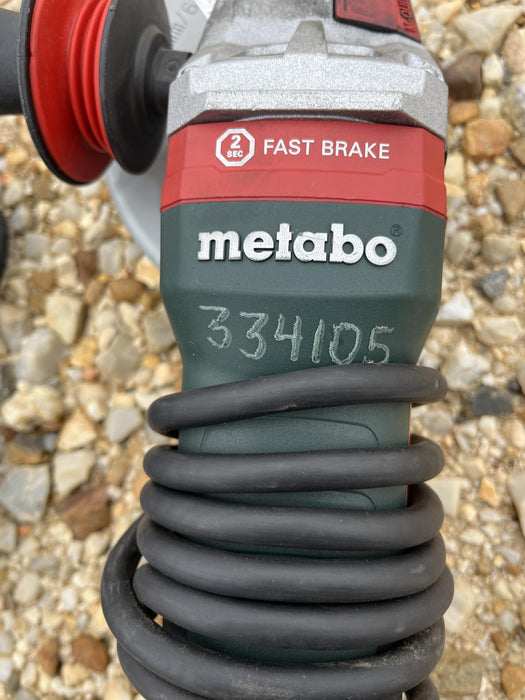 2
SEC
FAST BRAKE
metabo®
334105